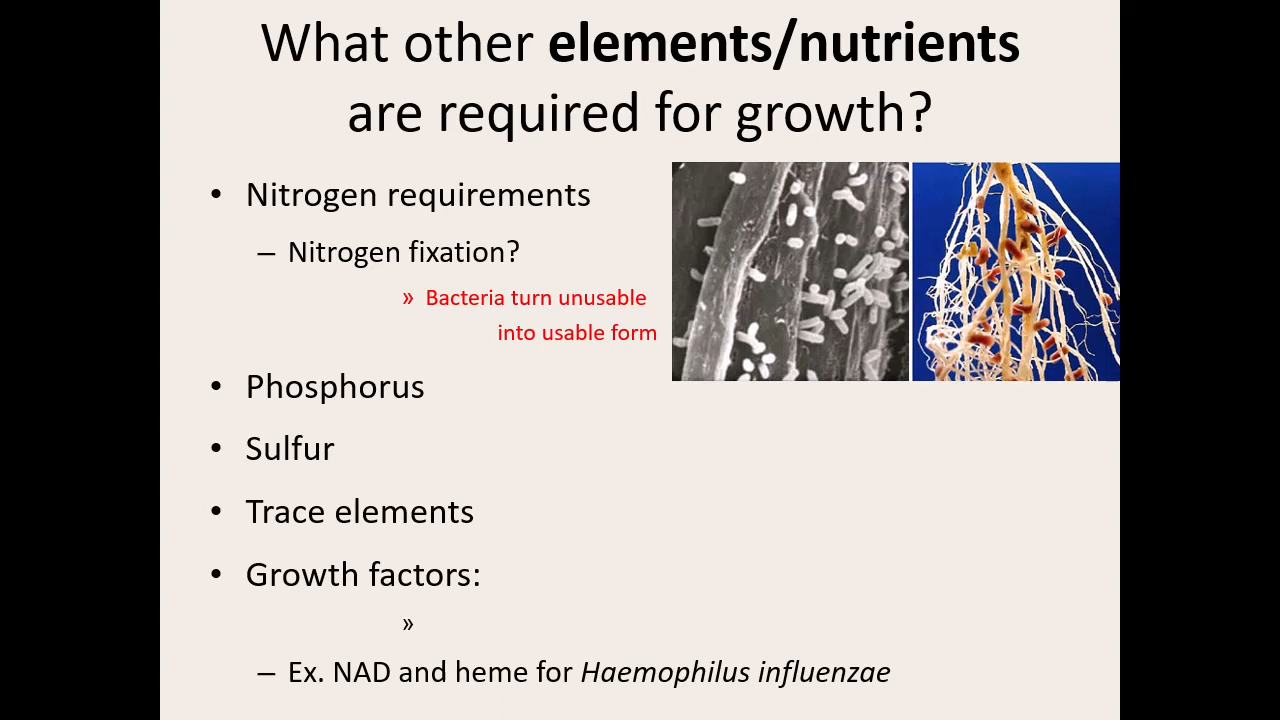 What other elements/nutrients
are required for growth?
• Nitrogen requirements
– Nitrogen fixation?
» Bacteria turn unusable
into usable form
• Phosphorus
• Sulfur
• Trace elements
• Growth factors:
»
– Ex. NAD and heme for Haemophilus influenzae